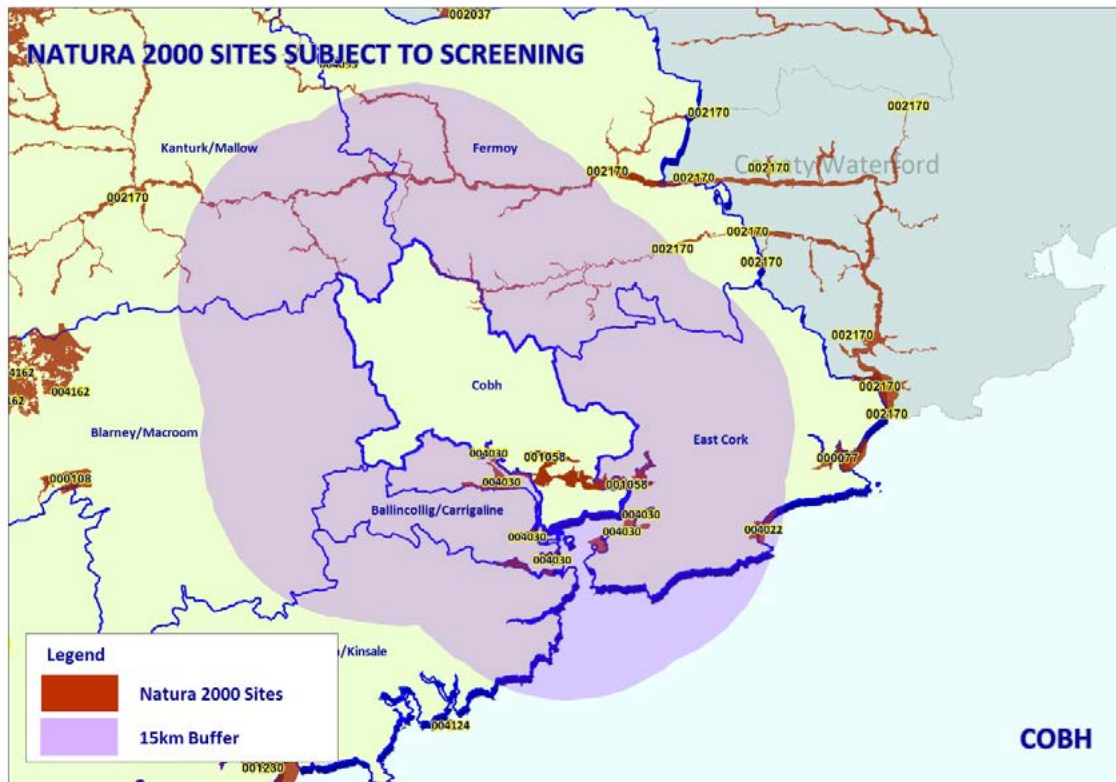 002037
NATURA 2000 SITES SUBJECT TO SCREENING
002170
002170
Kanturk/Mallow
Fermoy
County Waterford
002170
002170
002170
002170
002170
002170
002170
002170
004162
004162
Cobh
002170
002170
Blarney/Macroom
East Cork
004030
001058
000077
000108
004030
001058
Ballincollig/Carrigaline
004030
004030
004030
004022
004030
/Kinsale
Legend
Natura 2000 Sites
15km Buffer
004124
COBH
001230